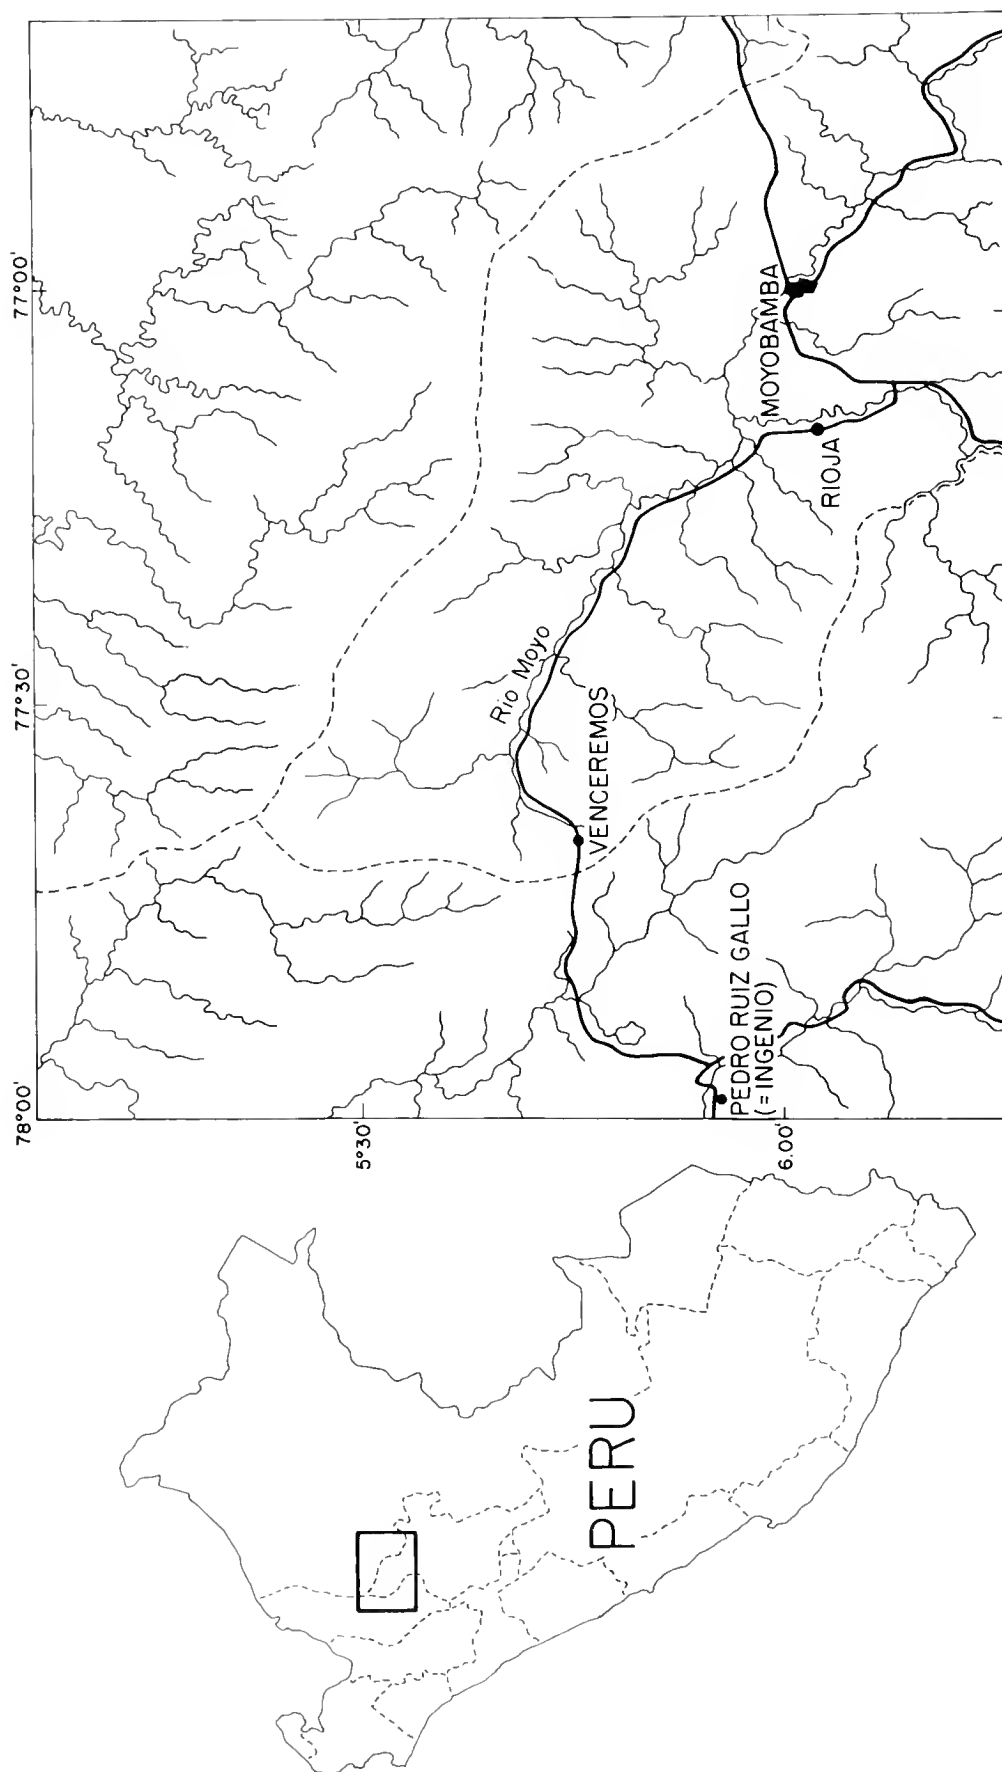 78°00'
77°30'
77°00'
5°30'
6.00'
Rio Moyo
VENCEREMOS
MOYOBAMBA
RIOJA
PEDRO RUIZ GALLO
(= INGENIO)
PERU